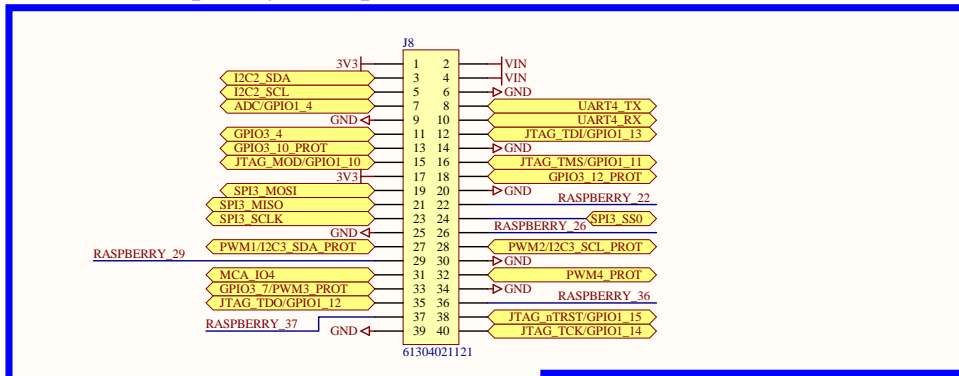 J8
3V3 1 2 VIN
I2C2_SDA 3 4 VIN
I2C2_SCL 5 6 GND
ADC/GPIO1_4 7 8 UART4_TX
GND 9 10 UART4_RX
GPIO3_4 11 12 JTAG_TDI/GPIO1_13
GPIO3_10_PROT 13 14 GND
JTAG_MOD/GPIO1_10 15 16 JTAG_TMS/GPIO1_11
3V3 17 18 GPIO3_12_PROT
SPI3_MOSI 19 20 GND
SPI3_MISO 21 22 RASPBERRY_22
SPI3_SCLK 23 24 SPI3_SS0
GND 25 26 RASPBERRY_26
PWM1/I2C3_SDA_PROT 27 28 PWM2/I2C3_SCL_PROT
RASPBERRY_29 29 30 GND
MCA_IO4 31 32 PWM4_PROT
GPIO3_7/PWM3_PROT 33 34 GND
JTAG_TDO/GPIO1_12 35 36 RASPBERRY_36
RASPBERRY_37 37 38 JTAG_nTRST/GPIO1_15
GND 39 40 JTAG_TCK/GPIO1_14
61304021121